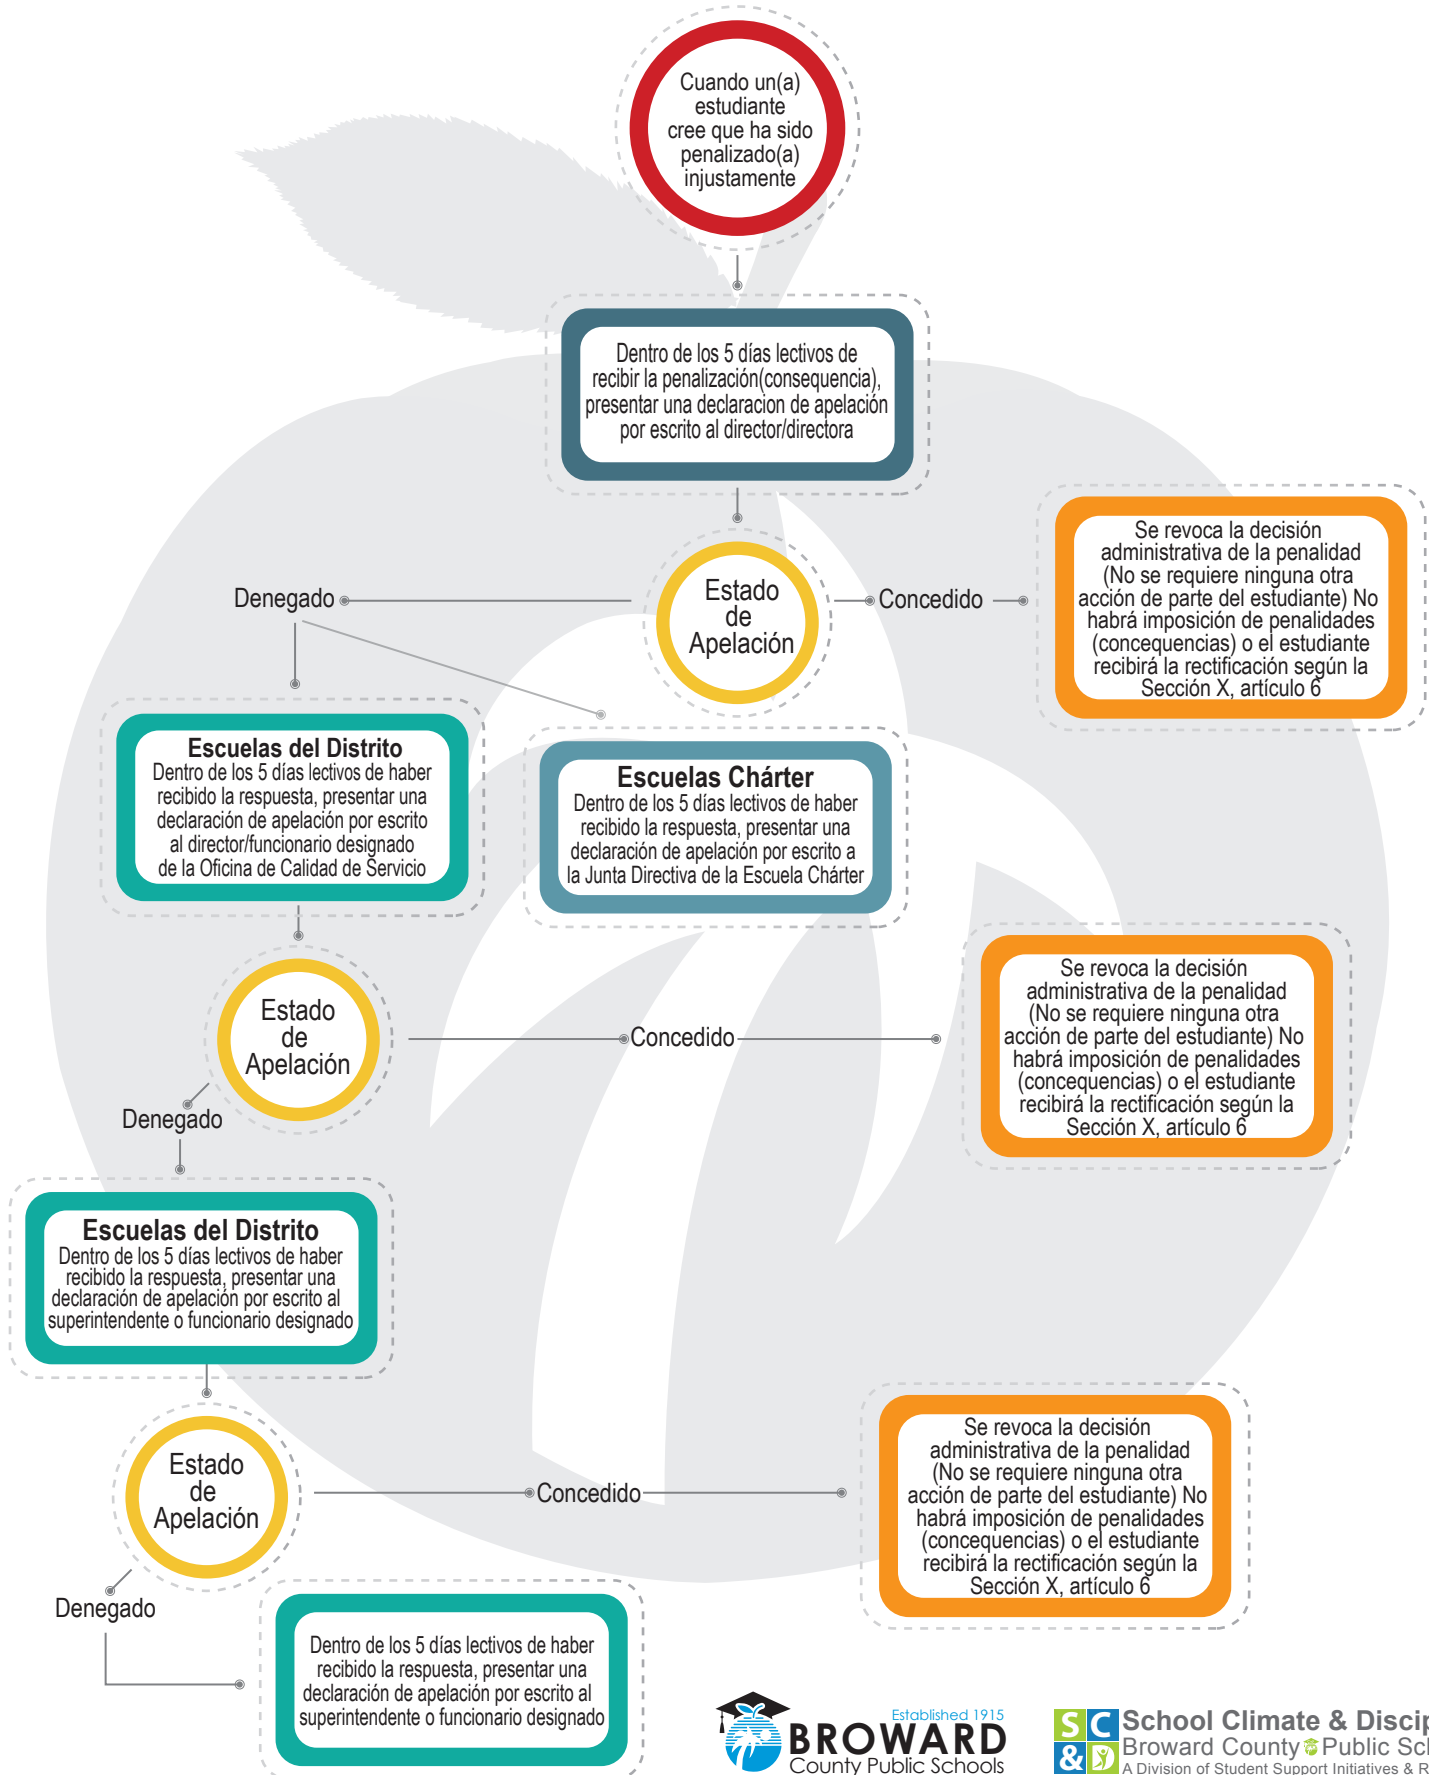 Cuando un(a)
estudiante
cree que ha sido
penalizado(a)
injustamente
Dentro de los 5 días lectivos de
recibir la penalización(consequencia),
presentar una declaracion de apelación
por escrito al director/directora
Estado
de
Apelación
Denegado
Concedido
Se revoca la decisión
administrativa de la penalidad
(No se requiere ninguna otra
acción de parte del estudiante) No
habrá imposición de penalidades
(concequencias) o el estudiante
recibirá la rectificación según la
Sección X, artículo 6
Escuelas del Distrito
Dentro de los 5 días lectivos de haber
recibido la respuesta, presentar una
declaración de apelación por escrito
al director/funcionario designado
de la Oficina de Calidad de Servicio
Escuelas Chárter
Dentro de los 5 días lectivos de haber
recibido la respuesta, presentar una
declaración de apelación por escrito a
la Junta Directiva de la Escuela Chárter
Estado
de
Apelación
Concedido
Se revoca la decisión
administrativa de la penalidad
(No se requiere ninguna otra
acción de parte del estudiante) No
habrá imposición de penalidades
(concequencias) o el estudiante
recibirá la rectificación según la
Sección X, artículo 6
Denegado
Escuelas del Distrito
Dentro de los 5 días lectivos de haber
recibido la respuesta, presentar una
declaración de apelación por escrito al
superintendente o funcionario designado
Estado
de
Apelación
Concedido
Se revoca la decisión
administrativa de la penalidad
(No se requiere ninguna otra
acción de parte del estudiante) No
habrá imposición de penalidades
(concequencias) o el estudiante
recibirá la rectificación según la
Sección X, artículo 6
Denegado
Dentro de los 5 días lectivos de haber
recibido la respuesta, presentar una
declaración de apelación por escrito al
superintendente o funcionario designado
Established 1915
BROWARD
County Public Schools
SC
&D
School Climate & Discip
Broward County Public Sch
A Division of Student Support Initiatives & R